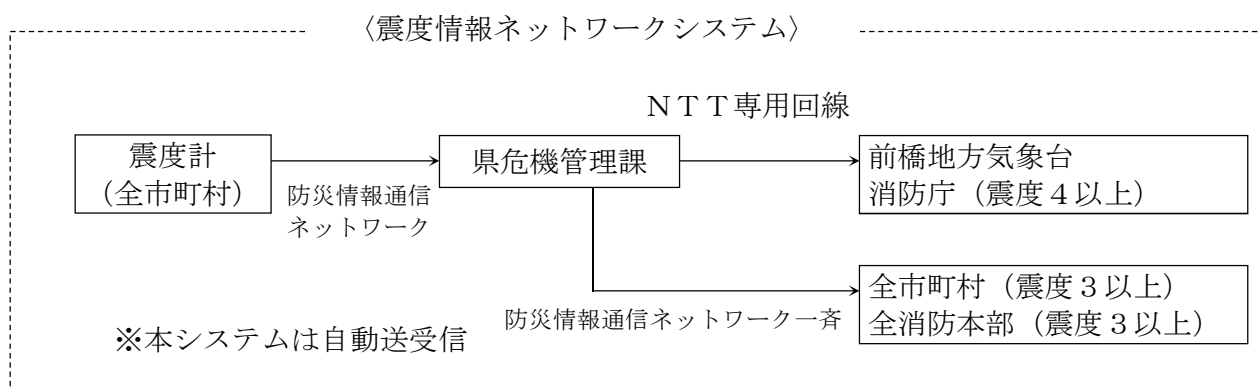 〈震度情報ネットワークシステム〉
NTT専用回線
震度計
(全市町村)
防災情報通信
ネットワーク
県危機管理課
前橋地方気象台
消防庁(震度4以上)
全市町村(震度3以上)
全消防本部(震度3以上)
防災情報通信ネットワーク一斉
※本システムは自動送受信